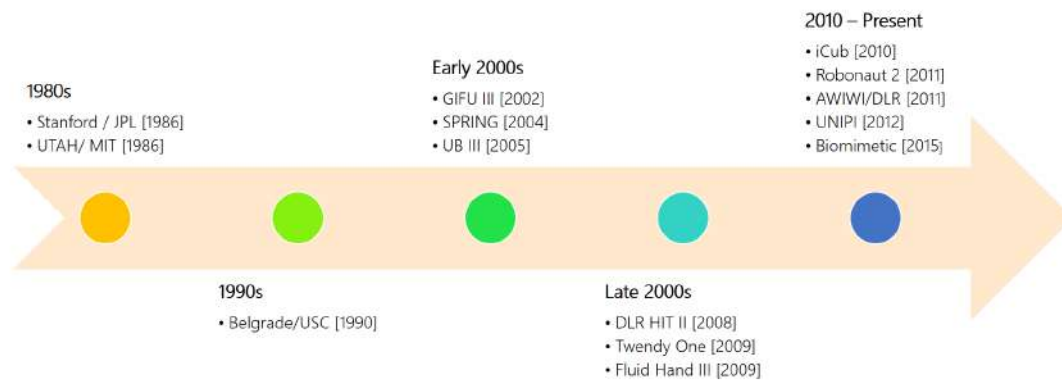 1980s
• Stanford / JPL [1986]
• UTAH/ MIT [1986]
1990s
• Belgrade/USC [1990]
Early 2000s
• GIFU III [2002]
• SPRING [2004]
• UB III [2005]
Late 2000s
• DLR HIT II [2008]
• Twendy One [2009]
• Fluid Hand III [2009]
2010 – Present
• iCub [2010]
• Robonaut 2 [2011]
• AWIWI/DLR [2011]
• UNIPI [2012]
• Biomimetic [2015]